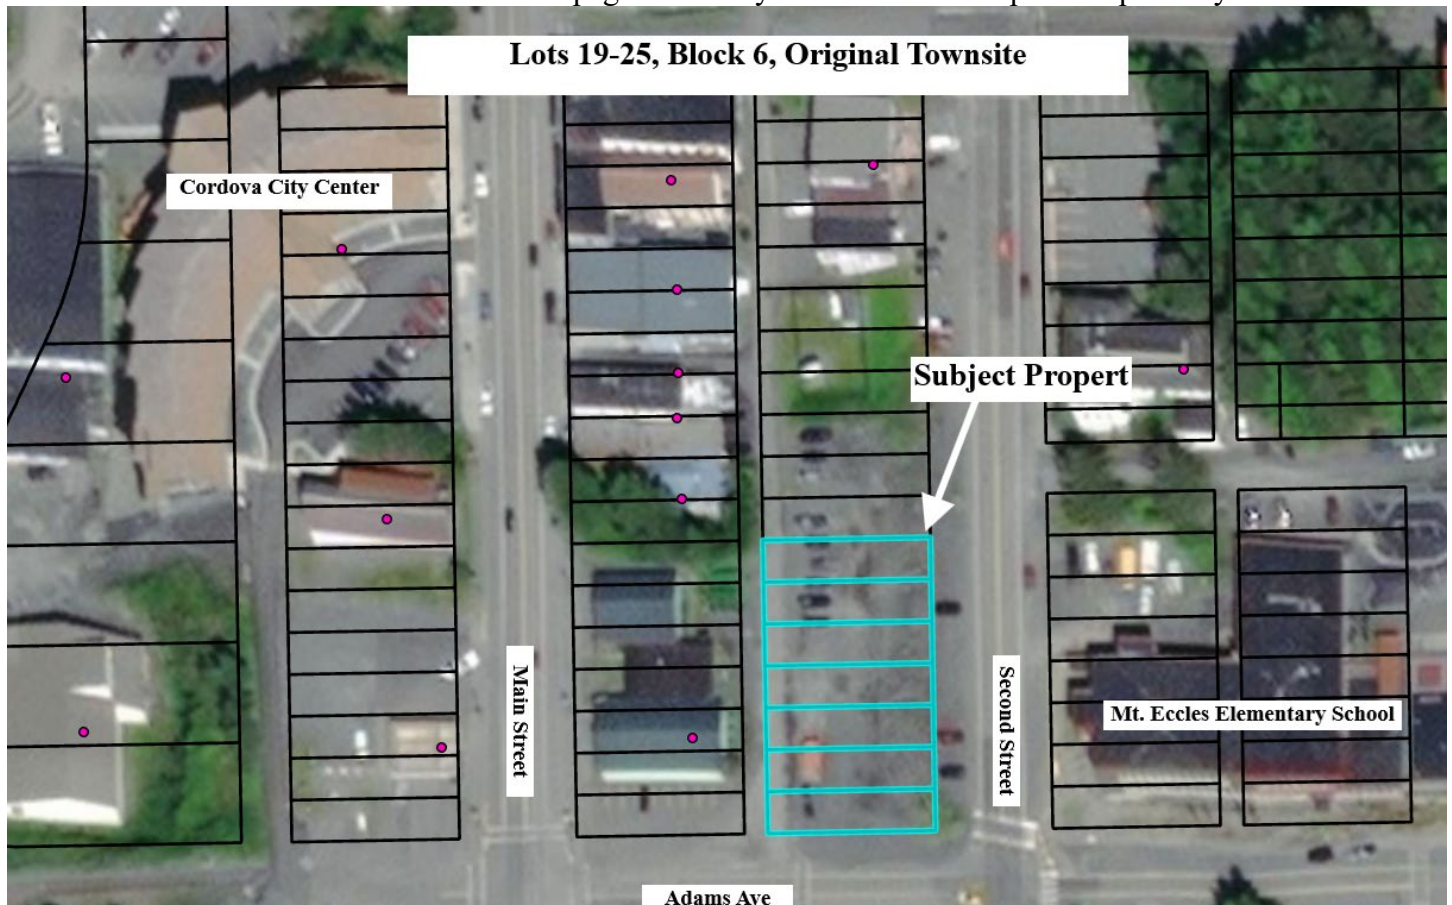 Lots 19-25, Block 6, Original Townsite
Cordova City Center
Subject Propert
Main Street
Second Street
Mt. Eccles Elementary School
Adams Ave